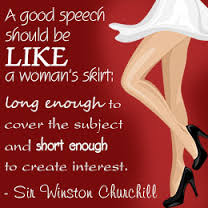 A good speech
should be
LIKE
a woman's skirt;
long enough to
cover the subject
and short enough
to create interest.
- Sir Winston Churchill